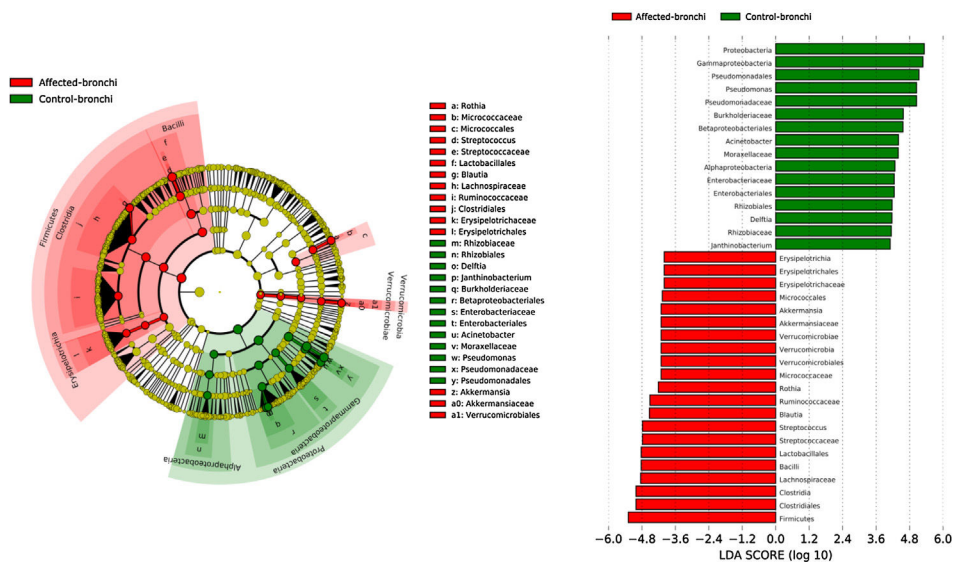 Affected-bronchi
Control-bronchi
Bacilli
f
e
d
Firmicutes
Clostridia
h
g
j
i
Erysipelotrichia
k
l
b
c
Verrucomicrobia
Verrucomicrobiae
a1
a0
y
x
v
s
t
r
q
Gammaproteobacteria
Proteobacteria
m
n
Alphaproteobacteria
a: Rothia
b: Micrococcaceae
c: Micrococcales
d: Streptococcus
e: Streptococcaceae
f: Lactobacillales
g: Blautia
h: Lachnospiraceae
i: Ruminococcaceae
j: Clostridiales
k: Erysipelotrichaceae
l: Erysipelotrichales
m: Rhizobiaceae
n: Rhizobiales
o: Delftia
p: Janthinobacterium
q: Burkholderiaceae
r: Betaproteobacteriales
s: Enterobacteriaceae
t: Enterobacteriales
u: Acinetobacter
v: Moraxellaceae
w: Pseudomonas
x: Pseudomonadaceae
y: Pseudomonadales
z: Akkermansia
a0: Akkermansiaceae
a1: Verrucomicrobiales
Affected-bronchi Control-bronchi
Proteobacteria
Gammaproteobacteria
Pseudomonadales
Pseudomonas
Pseudomonadaceae
Burkholderiaceae
Betaproteobacteriales
Acinetobacter
Moraxellaceae
Alphaproteobacteria
Enterobacteriaceae
Enterobacteriales
Rhizobiales
Delftia
Rhizobiaceae
Janthinobacterium
Erysipelotrichia
Erysipelotrichales
Erysipelotrichaceae
Micrococcales
Akkermansia
Akkermansiaceae
Verrucomicrobiae
Verrucomicrobia
Verrucomicrobiales
Micrococcaceae
Rothia
Ruminococcaceae
Blautia
Streptococcus
Streptococcaceae
Lactobacillales
Bacilli
Lachnospiraceae
Clostridia
Clostridiales
Firmicutes
−6.0 −4.8 −3.6 −2.4 −1.2 0.0 1.2 2.4 3.6 4.8 6.0
LDA SCORE (log 10)